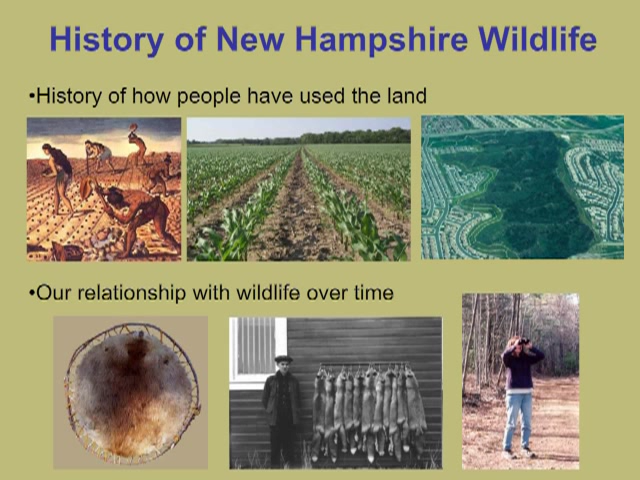 History of New Hampshire Wildlife
•History of how people have used the land
•Our relationship with wildlife over time